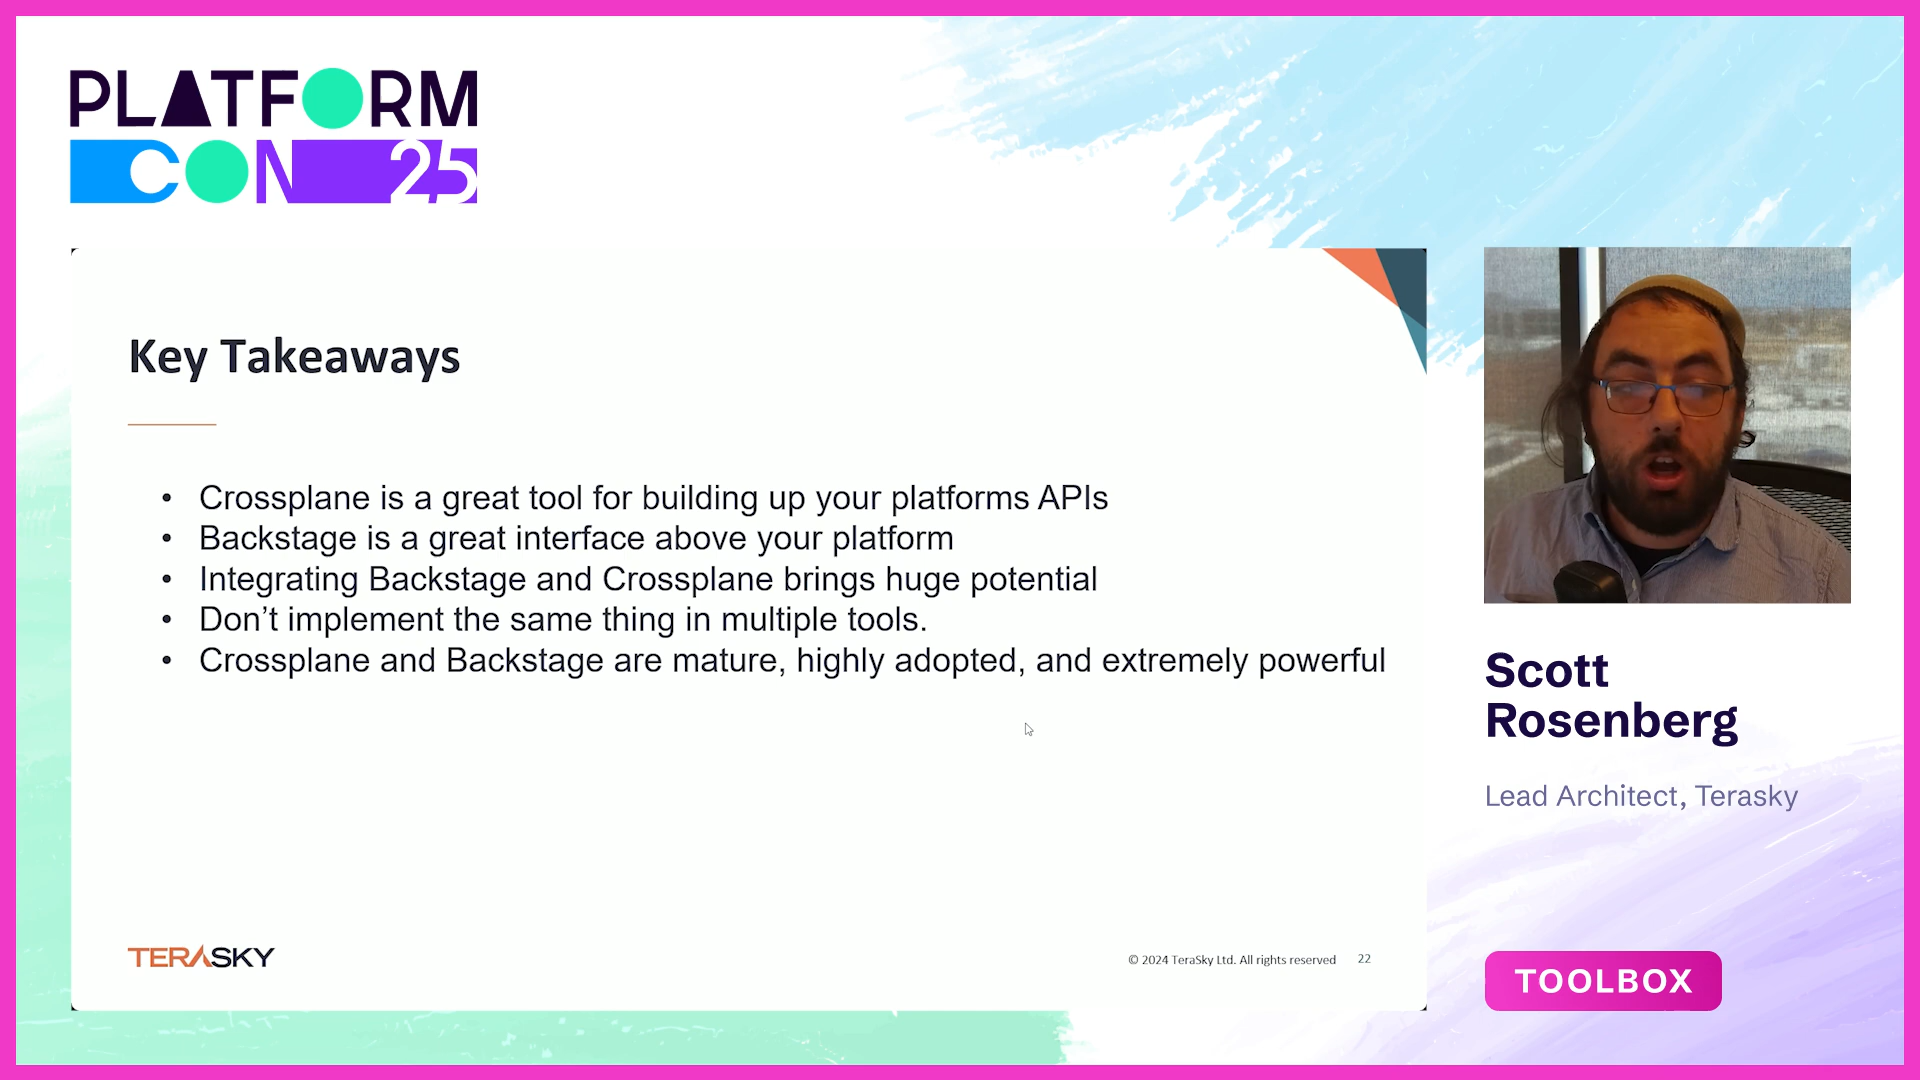 PLATFORM
CON 25
Key Takeaways
• Crossplane is a great tool for building up your platforms APIs
• Backstage is a great interface above your platform
• Integrating Backstage and Crossplane brings huge potential
• Don’t implement the same thing in multiple tools.
• Crossplane and Backstage are mature, highly adopted, and extremely powerful
TERASKY
© 2024 TeraSky Ltd. All rights reserved 22
Scott
Rosenberg
Lead Architect, Terasky
TOOLBOX